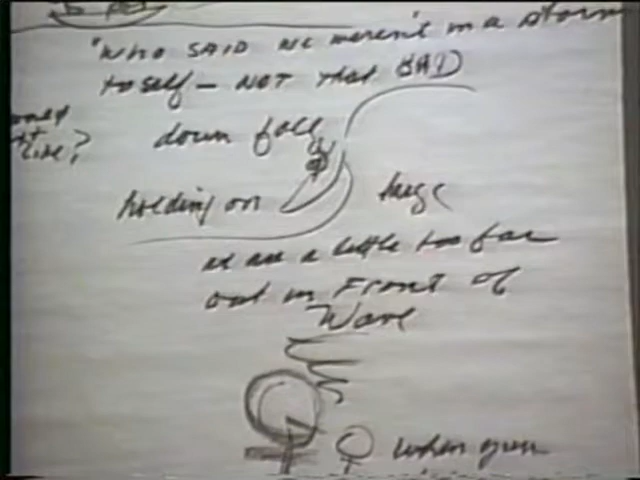 "WHO SAID WE weren't in a storm
to self — NOT that BAD
down fall
like?
holding on
huge
a little too far
out in Front of
Wave
when you